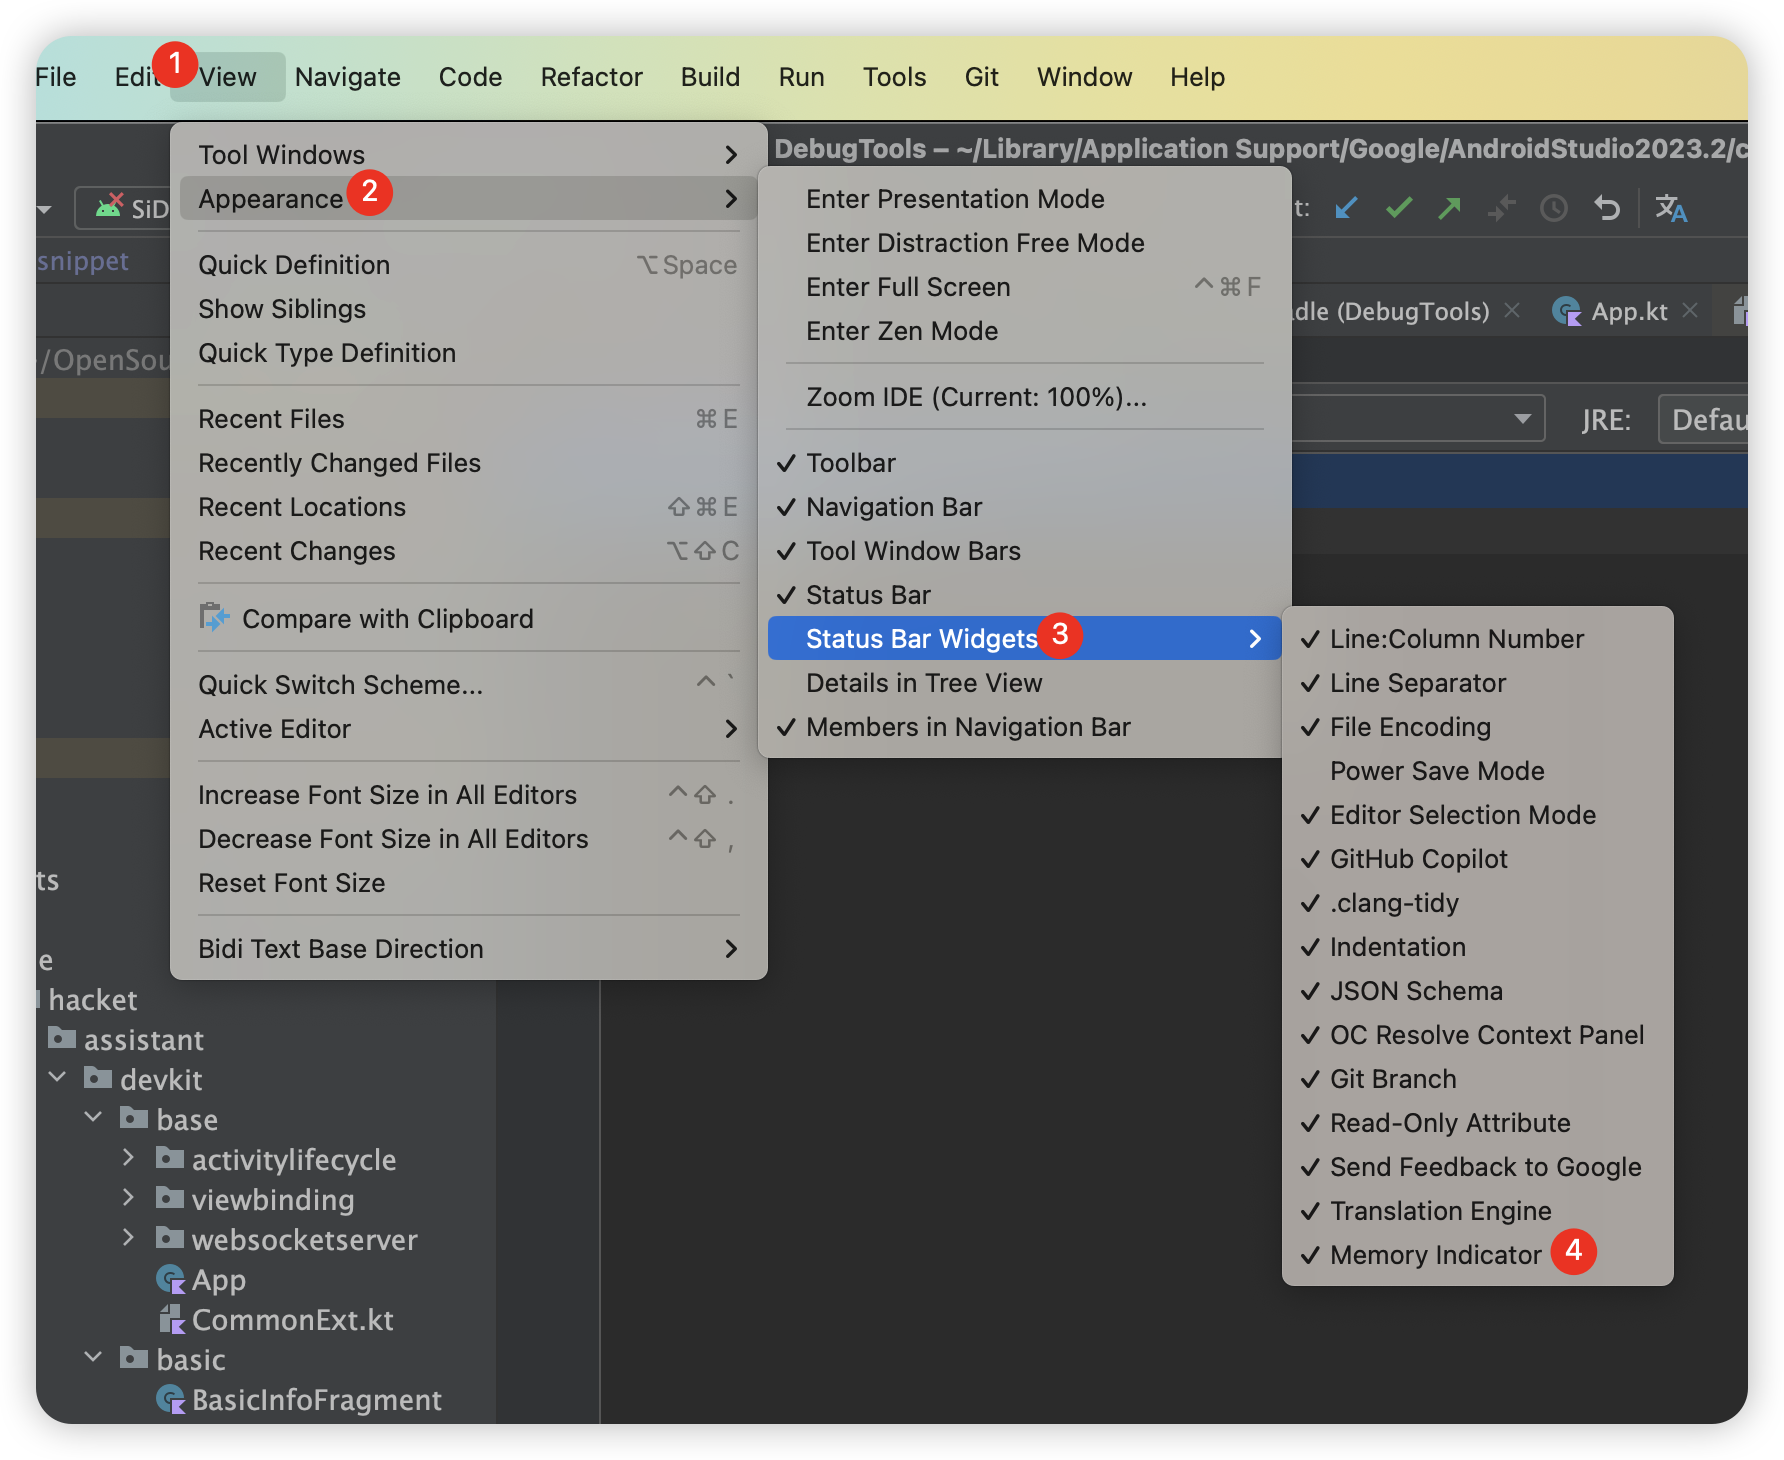 File Edit 1 View Navigate Code Refactor Build Run Tools Git Window Help
DebugTools – ~/Library/Application Support/Google/AndroidStudio2023.2/c
SiD
t:
snippet
dle (DebugTools)
App.kt
/OpenSou
JRE:
Defau
Tool Windows
Appearance 2
Quick Definition ⌥Space
Show Siblings
Quick Type Definition
Recent Files ⌘E
Recently Changed Files
Recent Locations ⇧⌘E
Recent Changes ⌥⇧C
Compare with Clipboard
Quick Switch Scheme... ^`
Active Editor
Increase Font Size in All Editors ^⇧.
Decrease Font Size in All Editors ^⇧,
Reset Font Size
Bidi Text Base Direction
Enter Presentation Mode
Enter Distraction Free Mode
Enter Full Screen ^⌘F
Enter Zen Mode
Zoom IDE (Current: 100%)...
✓ Toolbar
✓ Navigation Bar
✓ Tool Window Bars
✓ Status Bar
Status Bar Widgets 3
Details in Tree View
✓ Members in Navigation Bar
✓ Line:Column Number
✓ Line Separator
✓ File Encoding
Power Save Mode
✓ Editor Selection Mode
✓ GitHub Copilot
✓ .clang-tidy
✓ Indentation
✓ JSON Schema
✓ OC Resolve Context Panel
✓ Git Branch
✓ Read-Only Attribute
✓ Send Feedback to Google
✓ Translation Engine
✓ Memory Indicator 4
ts
e
hacket
assistant
devkit
base
activitylifecycle
viewbinding
websocketserver
App
CommonExt.kt
basic
BasicInfoFragment